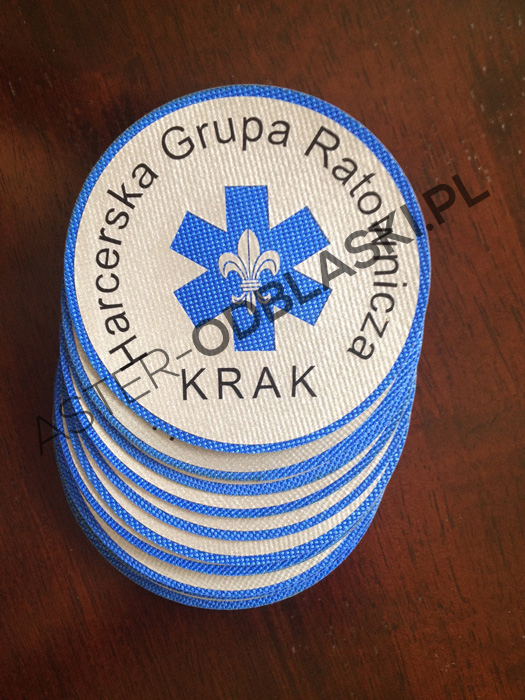 Harcerska Grupa Ratownicza
KRAK
ASTER-ODBLASKI.PL